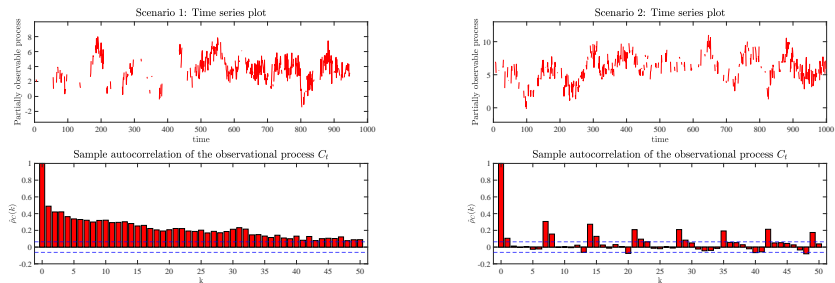 Scenario 1: Time series plot
Partially observable process
8
6
4
2
0
-2
0 100 200 300 400 500 600 700 800 900 1000
time
Sample autocorrelation of the observational process C_t
ρ̂_C(k)
1
0.8
0.6
0.4
0.2
0
-0.2
0 5 10 15 20 25 30 35 40 45 50
k
Scenario 2: Time series plot
Partially observable process
10
5
0
0 100 200 300 400 500 600 700 800 900 1000
time
Sample autocorrelation of the observational process C_t
ρ̂_C(k)
1
0.8
0.6
0.4
0.2
0
-0.2
0 5 10 15 20 25 30 35 40 45 50
k